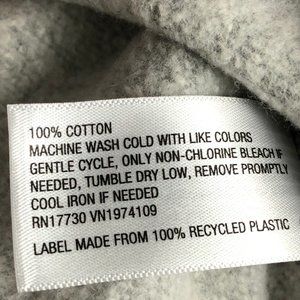 100% COTTON
MACHINE WASH COLD WITH LIKE COLORS
GENTLE CYCLE, ONLY NON-CHLORINE BLEACH IF
NEEDED, TUMBLE DRY LOW, REMOVE PROMPTLY
COOL IRON IF NEEDED
RN17730 VN1974109
LABEL MADE FROM 100% RECYCLED PLASTIC